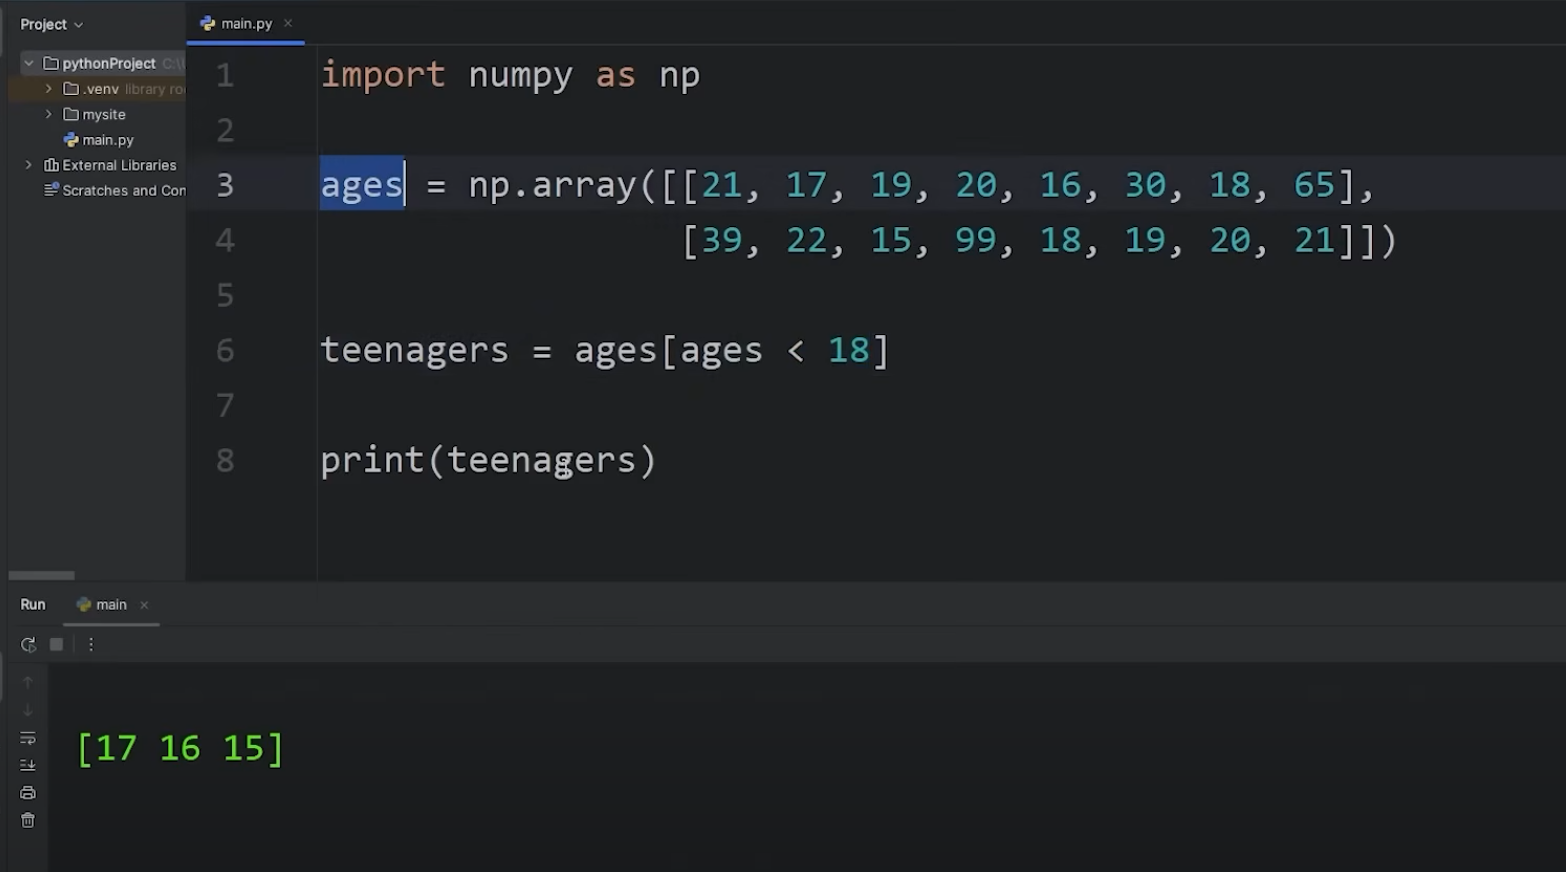 Project
main.py
pythonProject
.venv library
mysite
main.py
External Libraries
Scratches and
1 import numpy as np
2
3 ages = np.array([[21, 17, 19, 20, 16, 30, 18, 65],
4 [39, 22, 15, 99, 18, 19, 20, 21]])
5
6 teenagers = ages[ages < 18]
7
8 print(teenagers)
Run main
[17 16 15]